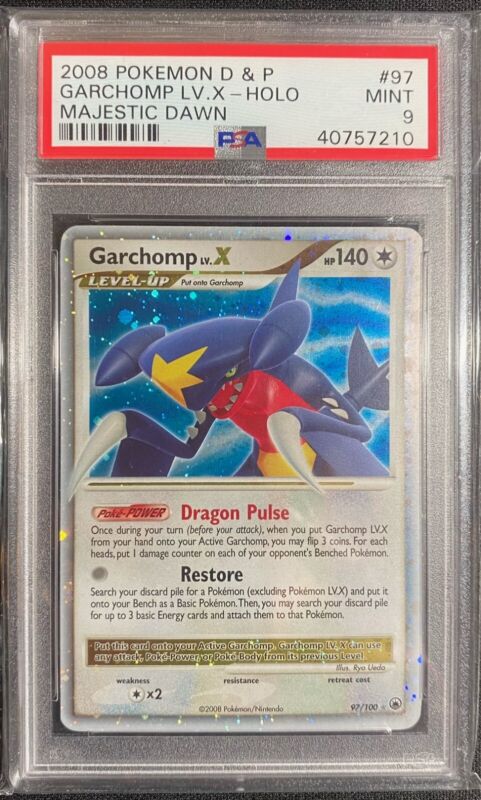 2008 POKEMON D & P #97
GARCHOMP LV.X - HOLO MINT
MAJESTIC DAWN 9
PSA 40757210
Garchomp LV.X HP 140
LEVEL-UP Put onto Garchomp
Poké-POWER Dragon Pulse
Once during your turn (before your attack), when you put Garchomp LV.X
from your hand onto your Active Garchomp, you may flip 3 coins. For each
heads, put 1 damage counter on each of your opponent's Benched Pokémon.
Restore
Search your discard pile for a Pokémon (excluding Pokémon LV.X) and put it
onto your Bench as a Basic Pokémon. Then, you may search your discard pile
for up to 3 basic Energy cards and attach them to that Pokémon.
Put this card onto your Active Garchomp. Garchomp LV.X can use
any attack, Poké-Power, or Poké-Body from its previous Level.
Illus. Ryo Ueda
weakness resistance retreat cost
x2
©2008 Pokémon/Nintendo 97/100